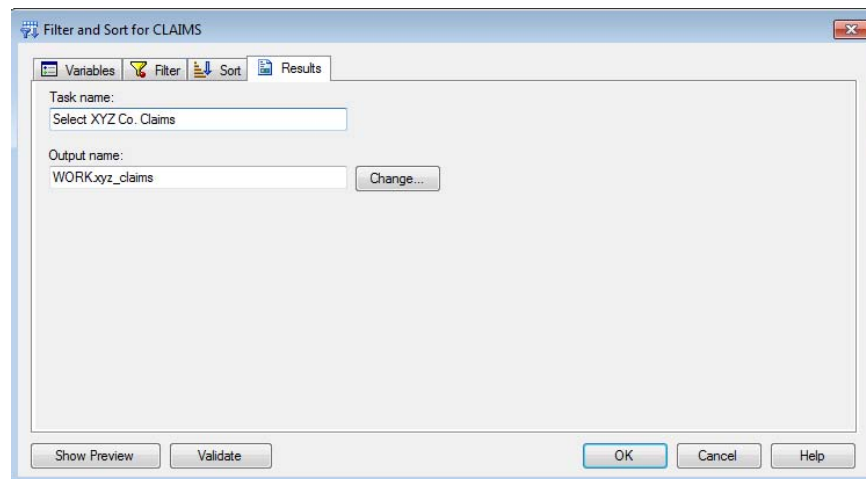 Filter and Sort for CLAIMS
Variables Filter Sort Results
Task name:
Select XYZ Co. Claims
Output name:
WORK.xyz_claims Change...
Show Preview Validate OK Cancel Help